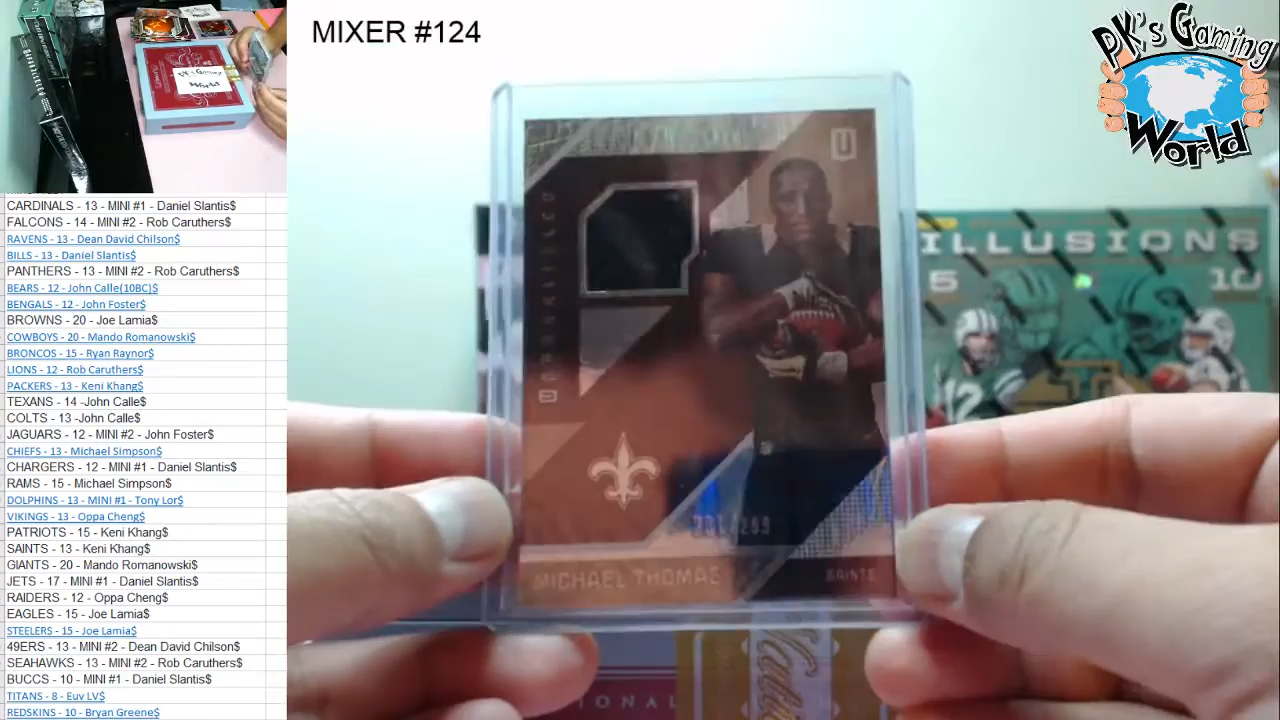 MIXER #124
PK's Gaming
World
PK's Gaming
World
CARDINALS - 13 - MINI #1 - Daniel Slantis$
FALCONS - 14 - MINI #2 - Rob Caruthers$
RAVENS - 13 - Dean David Chilson$
BILLS - 13 - Daniel Slantis$
PANTHERS - 13 - MINI #2 - Rob Caruthers$
BEARS - 12 - John Calle(10BC)$
BENGALS - 12 - John Foster$
BROWNS - 20 - Joe Lamia$
COWBOYS - 20 - Mando Romanowski$
BRONCOS - 15 - Ryan Raynor$
LIONS - 12 - Rob Caruthers$
PACKERS - 13 - Keni Khang$
TEXANS - 14 - John Calle$
COLTS - 13 -John Calle$
JAGUARS - 12 - MINI #2 - John Foster$
CHIEFS - 13 - Michael Simpson$
CHARGERS - 12 - MINI #1 - Daniel Slantis$
RAMS - 15 - Michael Simpson$
DOLPHINS - 13 - MINI #1 - Tony Lor$
VIKINGS - 13 - Oppa Cheng$
PATRIOTS - 15 - Keni Khang$
SAINTS - 13 - Keni Khang$
GIANTS - 20 - Mando Romanowski$
JETS - 17 - MINI #1 - Daniel Slantis$
RAIDERS - 12 - Oppa Cheng$
EAGLES - 15 - Joe Lamia$
STEELERS - 15 - Joe Lamia$
49ERS - 13 - MINI #2 - Dean David Chilson$
SEAHAWKS - 13 - MINI #2 - Rob Caruthers$
BUCCS - 10 - MINI #1 - Daniel Slantis$
TITANS - 8 - Euv LV$
REDSKINS - 10 - Bryan Greene$
U
MICHAEL THOMAS
SAINTS
ILLUSIONS
5 10
12